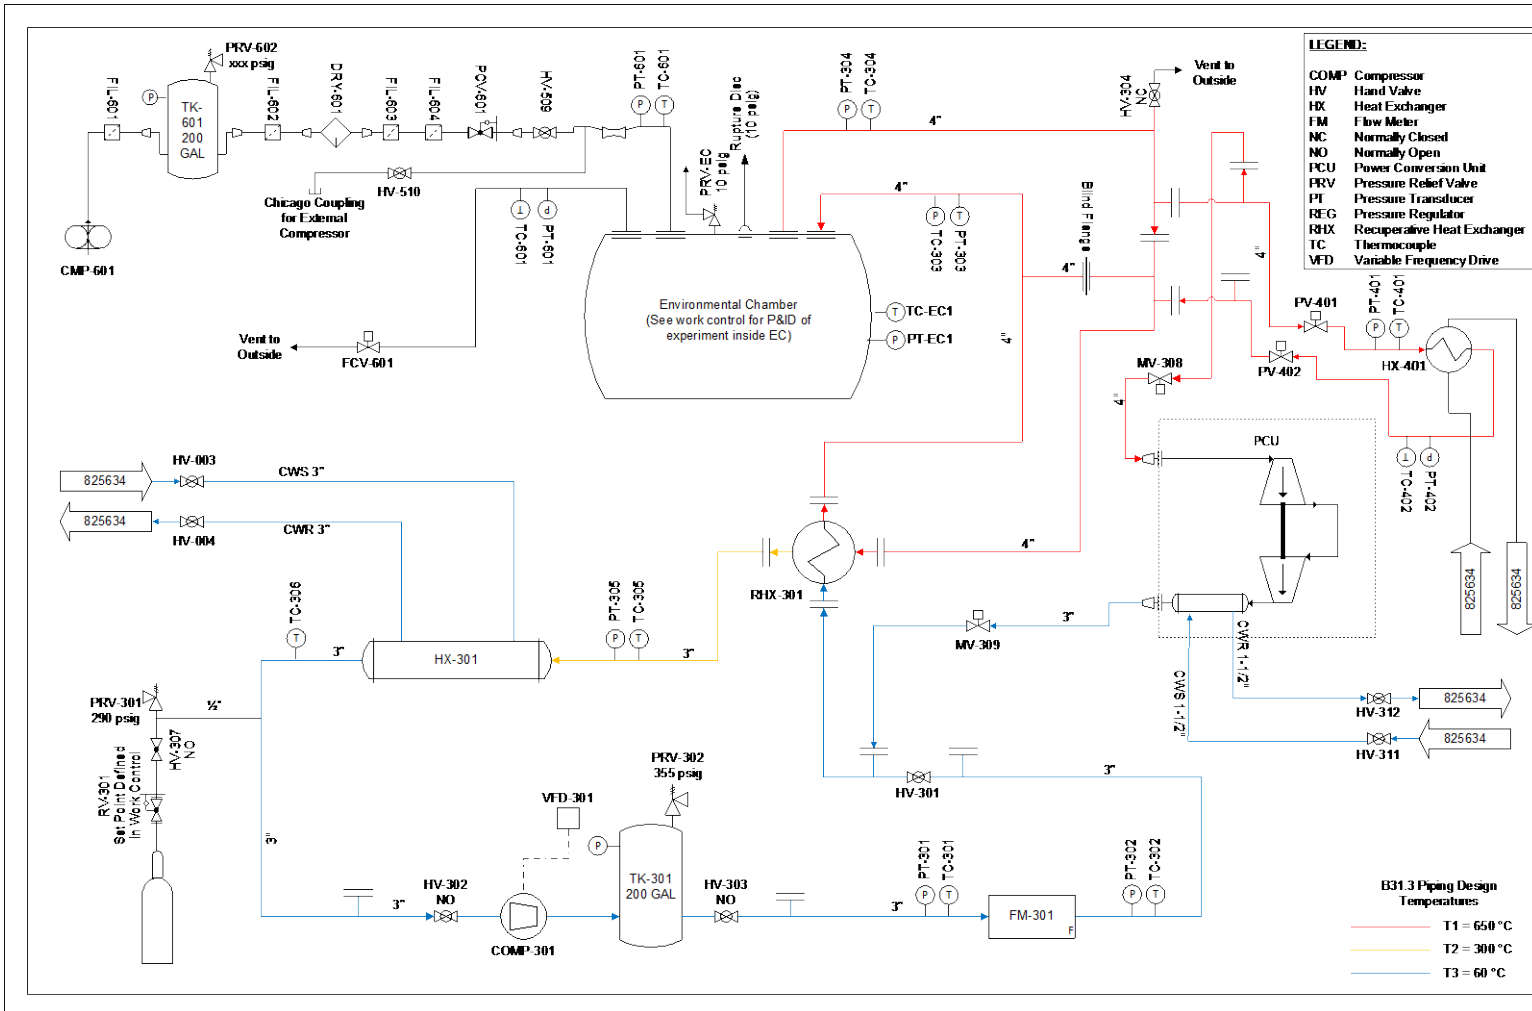 PRV-602
xxx psig
FIL-601
P
TK-
601
200
GAL
FIL-602
DRY-601
FIL-603
FIL-604
PCV-601
HV-509
PT-601
TC-601
P
T
HV-510
Chicago Coupling
for External
Compressor
CMP-601
T
P
TC-601
PT-601
PRV-EC
10 psig
Rupture Disc
(10 psig)
PT-304
TC-304
P
T
4"
HV-304
NC
Vent to
Outside
4"
P
T
TC-303
PT-303
Blind Flange
4"
4"
4"
Environmental Chamber
(See work control for P&ID of
experiment inside EC)
T
TC-EC1
P
PT-EC1
Vent to
Outside
FCV-601
LEGEND:
COMP Compressor
HV Hand Valve
HX Heat Exchanger
FM Flow Meter
NC Normally Closed
NO Normally Open
PCU Power Conversion Unit
PRV Pressure Relief Valve
PT Pressure Transducer
REG Pressure Regulator
RHX Recuperative Heat Exchanger
TC Thermocouple
VFD Variable Frequency Drive
PV-401
PT-401
TC-401
P
T
HX-401
PV-402
MV-308
4"
T
P
TC-402
PT-402
PCU
825634
825634
825634
HV-003
CWS 3"
825634
HV-004
CWR 3"
4"
RHX-301
TC-306
T
3"
HX-301
PT-305
TC-305
P
T
3"
3"
MV-309
CWR 1-1/2"
CWS 1-1/2"
HV-312
825634
HV-311
825634
PRV-301
290 psig
½"
HV-307
NO
RV-301
Set Point Defined
In Work Control
3"
VFD-301
PRV-302
355 psig
P
TK-301
200 GAL
HV-301
3"
3"
HV-302
NO
COMP-301
HV-303
NO
3"
PT-301
TC-301
P
T
FM-301
F
PT-302
TC-302
P
T
B31.3 Piping Design
Temperatures
T1 = 650 °C
T2 = 300 °C
T3 = 60 °C